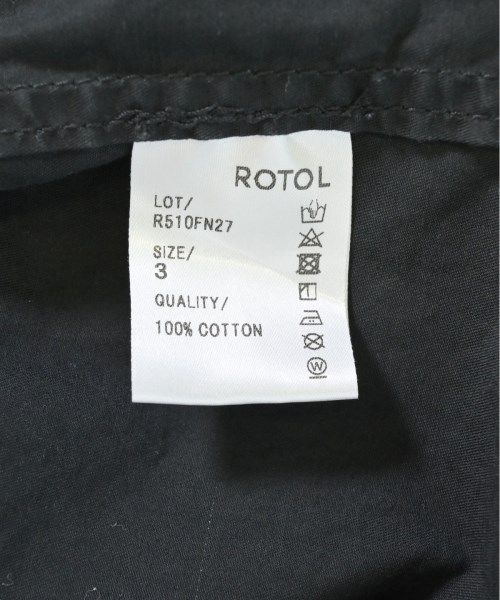 ROTOL
LOT/
R510FN27
SIZE/
3
QUALITY/
100% COTTON
W